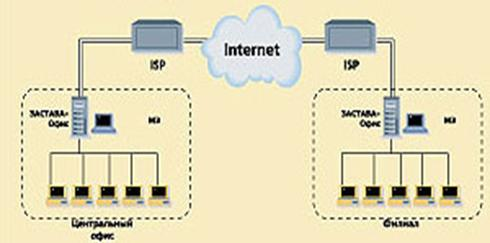 Internet
ISP
ISP
ЗАСТАВА-
Офис
ЗАСТАВА-
Офис
Центральный
офис
Филиал